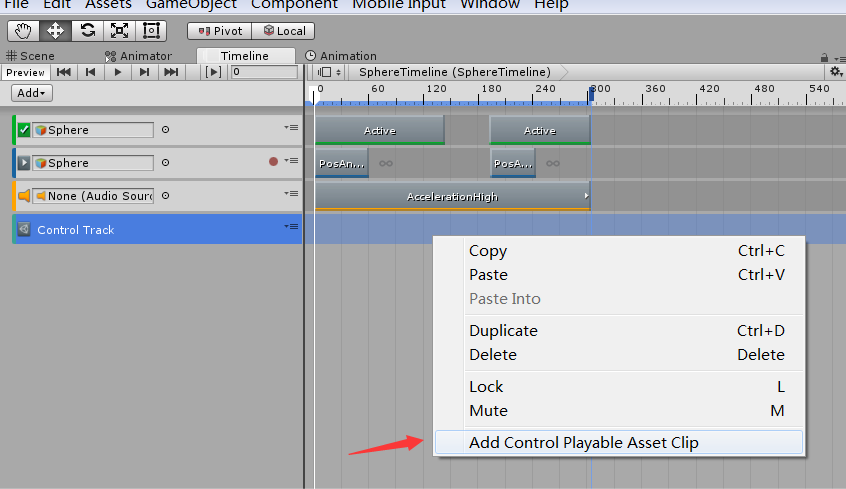 File Edit Assets GameObject Component Mobile Input Window Help
Pivot Local
Scene Animator Timeline Animation
Preview 0 SphereTimeline (SphereTimeline)
Add
0 60 120 180 240 300 360 420 480 540
Sphere Active Active
Sphere PosAn... PosA...
None (Audio Sourc AccelerationHigh
Control Track
Copy Ctrl+C
Paste Ctrl+V
Paste Into
Duplicate Ctrl+D
Delete Delete
Lock L
Mute M
Add Control Playable Asset Clip